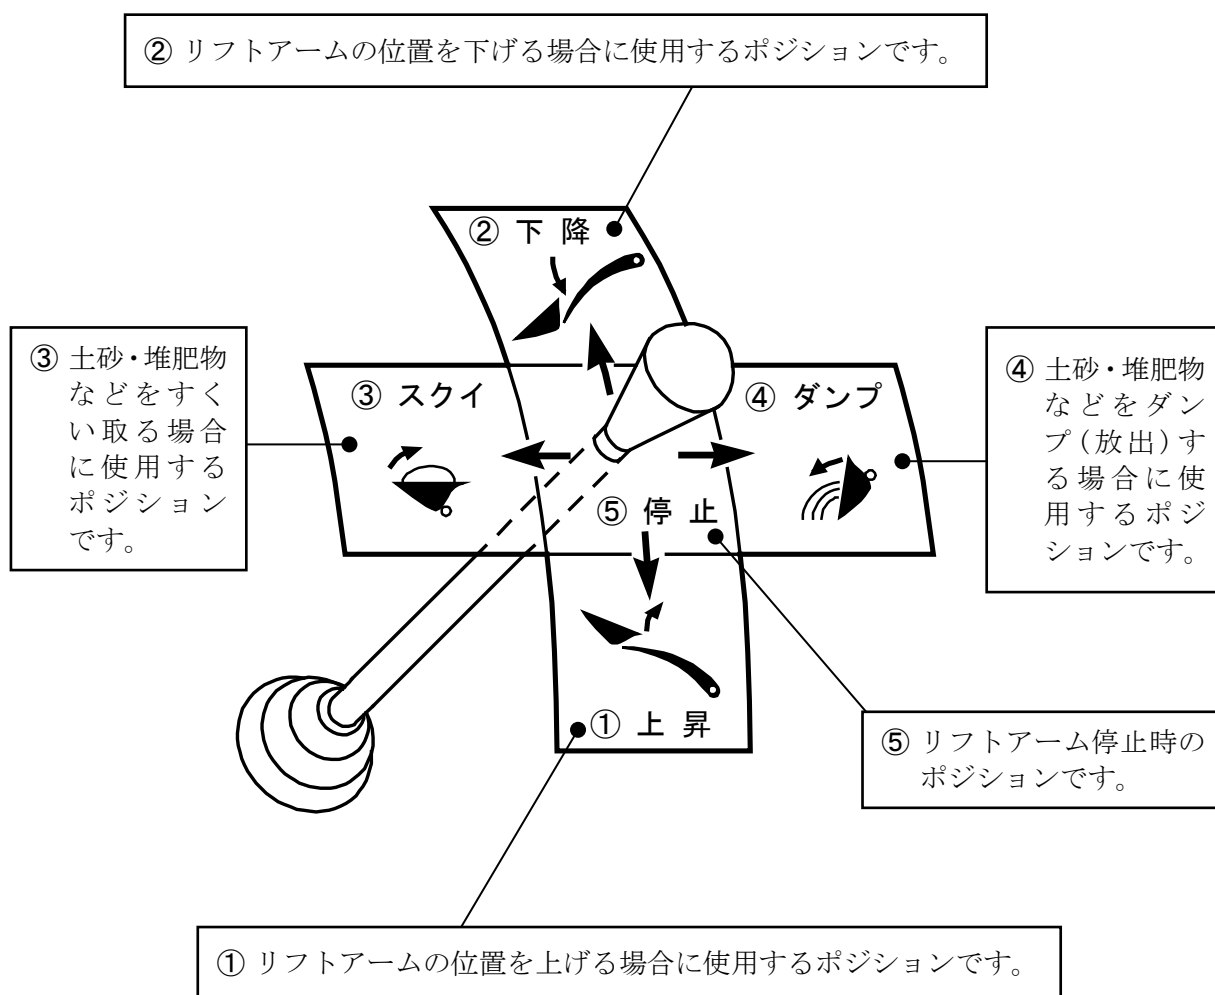 ② リフトアームの位置を下げる場合に使用するポジションです。
② 下 降
③ 土砂・堆肥物
などをすく
い取る場合
に使用する
ポジション
です。
③ スクイ
④ ダンプ
④ 土砂・堆肥物
などをダン
プ(放出)す
る場合に使
用するポジ
ションです。
⑤ 停 止
① 上 昇
⑤ リフトアーム停止時の
ポジションです。
① リフトアームの位置を上げる場合に使用するポジションです。